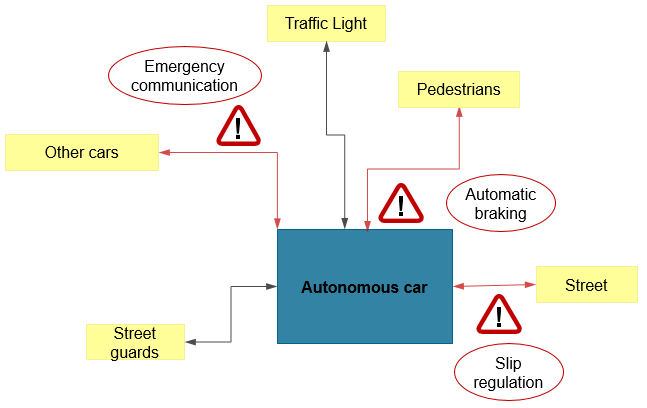 Traffic Light
Emergency
communication
Pedestrians
!
Other cars
Automatic
braking
!
Autonomous car
Street
!
Street
guards
Slip
regulation